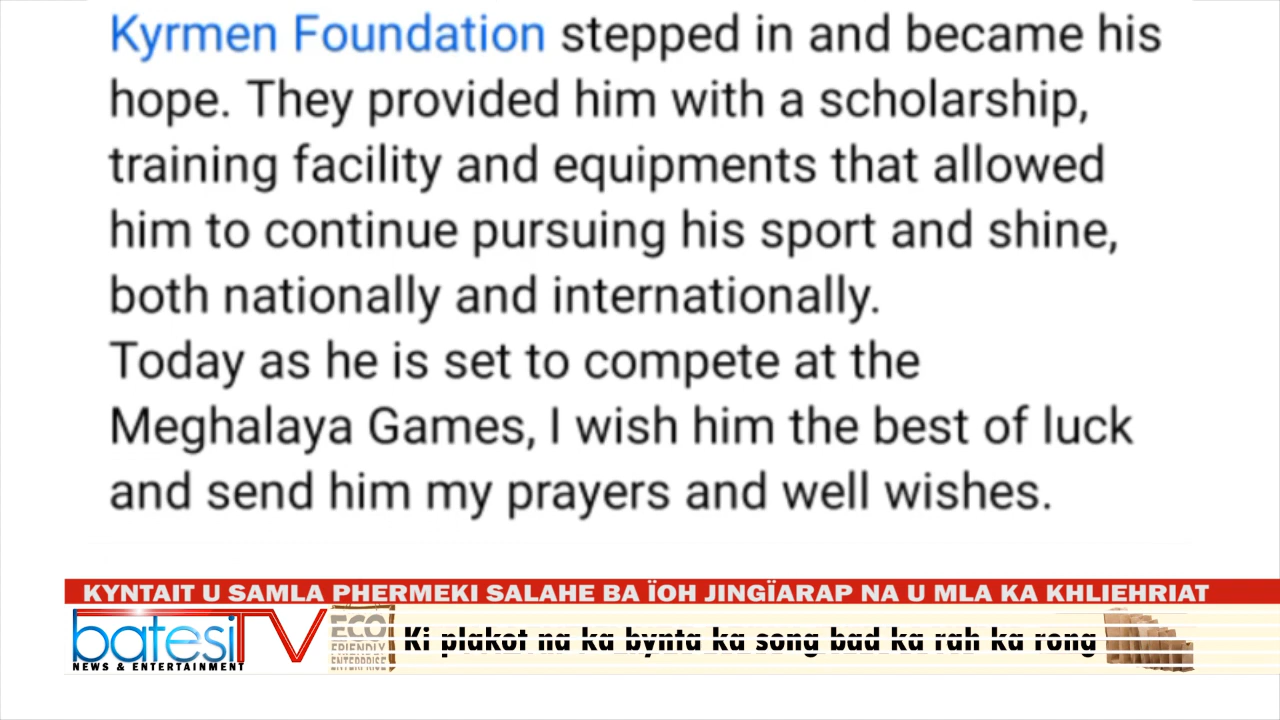 Kyrmen Foundation stepped in and became his
hope. They provided him with a scholarship,
training facility and equipments that allowed
him to continue pursuing his sport and shine,
both nationally and internationally.
Today as he is set to compete at the
Meghalaya Games, I wish him the best of luck
and send him my prayers and well wishes.
KYNTAIT U SAMLA PHERMEKI SALAHE BA ÏOH JINGÏARAP NA U MLA KA KHLIEHRIAT
batesi TV
NEWS & ENTERTAINMENT
ECO
FRIENDLY
ENTERPRISE
Ki plakot na ka bynta ka song bad ka rah ka rong